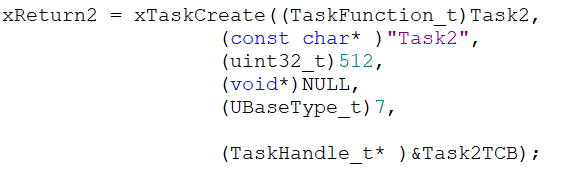 xReturn2 = xTaskCreate((TaskFunction_t)Task2,
(const char* )"Task2",
(uint32_t)512,
(void*)NULL,
(UBaseType_t)7,
(TaskHandle_t* )&Task2TCB);